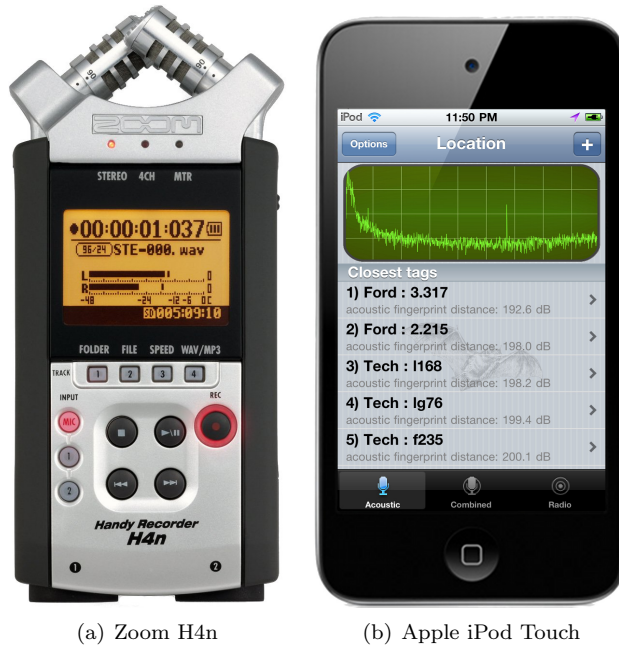 90
90
ZOOM
STEREO 4CH MTR
00:00:01:037
96/24 STE-000.wav
L 0
R 0
-48 -24 -12 -6 0
SD 005:09:10
FOLDER FILE SPEED WAV/MP3
TRACK 1 2 3 4
INPUT REC
MIC
1
2
Handy Recorder
H4n
1 2
(a) Zoom H4n
iPod 11:50 PM
Options Location +
Closest tags
1) Ford : 3.317
acoustic fingerprint distance: 192.6 dB
2) Ford : 2.215
acoustic fingerprint distance: 198.0 dB
3) Tech : l168
acoustic fingerprint distance: 198.2 dB
4) Tech : lg76
acoustic fingerprint distance: 199.4 dB
5) Tech : f235
acoustic fingerprint distance: 200.1 dB
Acoustic Combined Radio
(b) Apple iPod Touch